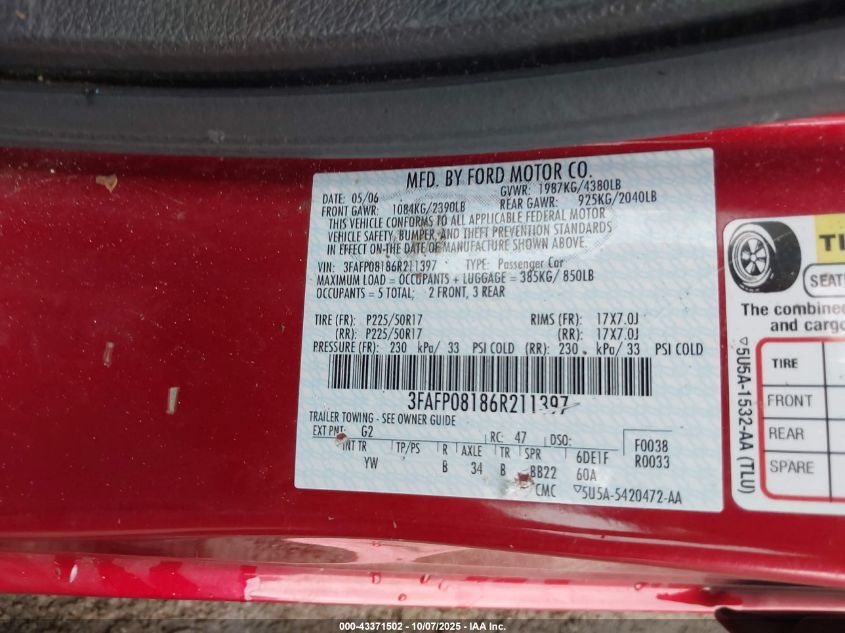 MFD. BY FORD MOTOR CO.
DATE: 05/06 GVWR: 1987KG/4380LB
FRONT GAWR: 1084KG/2390LB REAR GAWR: 925KG/2040LB
THIS VEHICLE CONFORMS TO ALL APPLICABLE FEDERAL MOTOR
VEHICLE SAFETY, BUMPER, AND THEFT PREVENTION STANDARDS
IN EFFECT ON THE DATE OF MANUFACTURE SHOWN ABOVE.
VIN: 3FAFP08186R211397 TYPE: Passenger Car
MAXIMUM LOAD = OCCUPANTS + LUGGAGE = 385KG/ 850LB
OCCUPANTS = 5 TOTAL; 2 FRONT, 3 REAR
TIRE (FR): P225/50R17 RIMS (FR): 17X7.0J
(RR): P225/50R17 (RR): 17X7.0J
PRESSURE (FR): 230 kPa/ 33 PSI COLD (RR): 230 kPa/ 33 PSI COLD
3FAFP08186R211397
TRAILER TOWING - SEE OWNER GUIDE
EXT PNT: G2 RC: 47 DSO: F0038
INT TR TP/PS R AXLE TR SPR 6DE1F R0033
YW B 34 B BB22 60A
CMC 5U5A-5420472-AA
SEATI
The combined
and cargo
TIRE
FRONT
REAR
SPARE
5U5A-1532-AA (TLU)
000-43371502 - 10/07/2025 - IAA Inc.